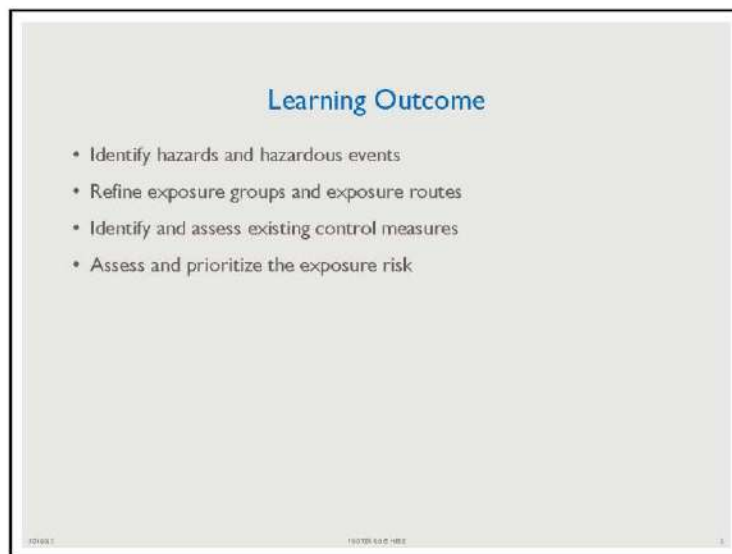 Learning Outcome
• Identify hazards and hazardous events
• Refine exposure groups and exposure routes
• Identify and assess existing control measures
• Assess and prioritize the exposure risk